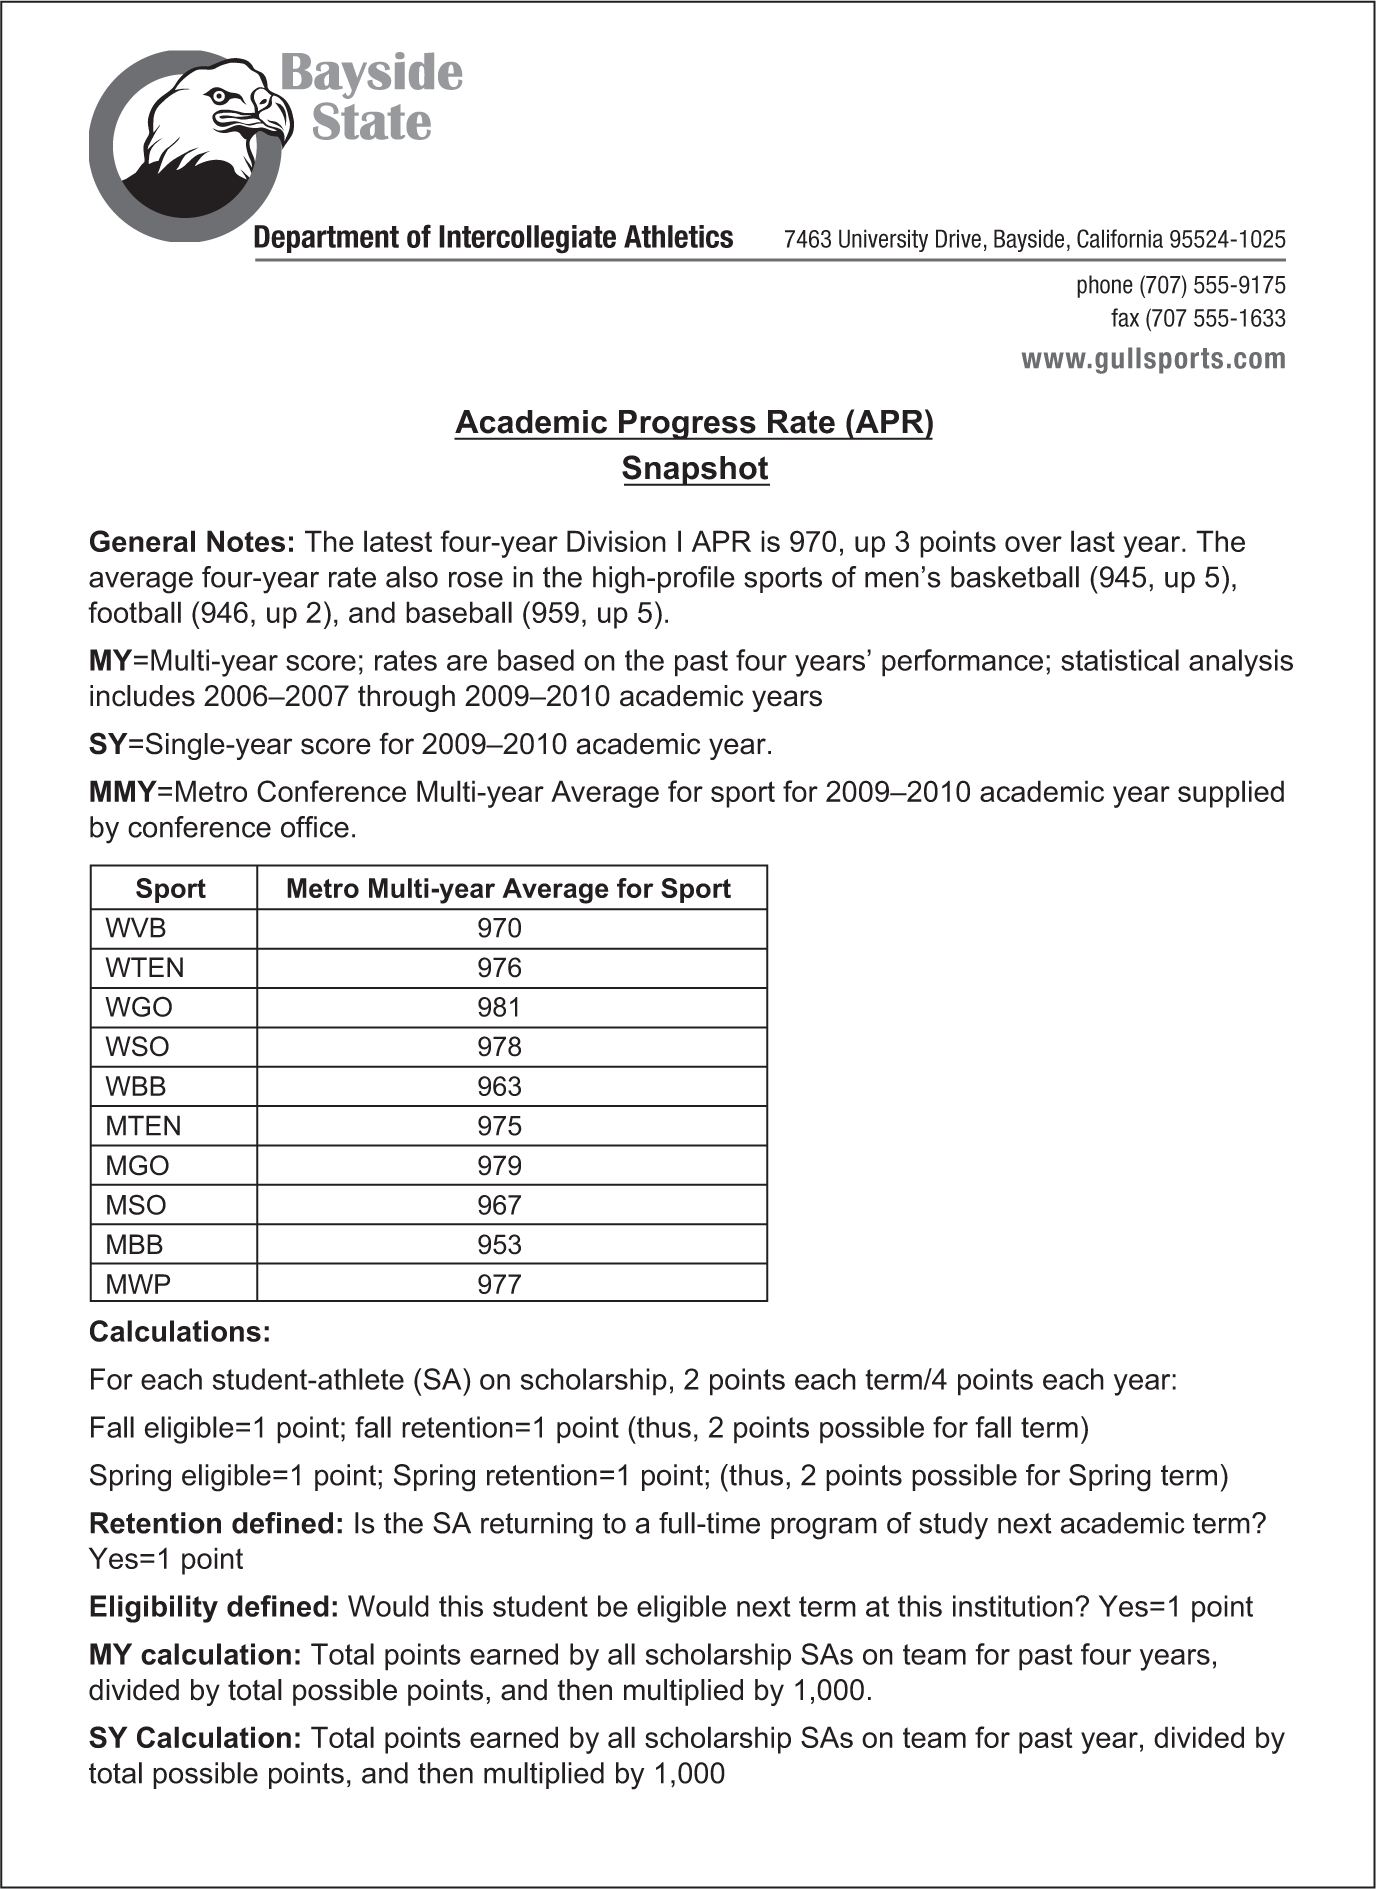 Bayside
State
Department of Intercollegiate Athletics 7463 University Drive, Bayside, California 95524-1025
phone (707) 555-9175
fax (707 555-1633
www.gullsports.com
Academic Progress Rate (APR)
Snapshot
General Notes: The latest four-year Division I APR is 970, up 3 points over last year. The
average four-year rate also rose in the high-profile sports of men’s basketball (945, up 5),
football (946, up 2), and baseball (959, up 5).
MY=Multi-year score; rates are based on the past four years’ performance; statistical analysis
includes 2006–2007 through 2009–2010 academic years
SY=Single-year score for 2009–2010 academic year.
MMY=Metro Conference Multi-year Average for sport for 2009–2010 academic year supplied
by conference office.
Sport Metro Multi-year Average for Sport
WVB 970
WTEN 976
WGO 981
WSO 978
WBB 963
MTEN 975
MGO 979
MSO 967
MBB 953
MWP 977
Calculations:
For each student-athlete (SA) on scholarship, 2 points each term/4 points each year:
Fall eligible=1 point; fall retention=1 point (thus, 2 points possible for fall term)
Spring eligible=1 point; Spring retention=1 point; (thus, 2 points possible for Spring term)
Retention defined: Is the SA returning to a full-time program of study next academic term?
Yes=1 point
Eligibility defined: Would this student be eligible next term at this institution? Yes=1 point
MY calculation: Total points earned by all scholarship SAs on team for past four years,
divided by total possible points, and then multiplied by 1,000.
SY Calculation: Total points earned by all scholarship SAs on team for past year, divided by
total possible points, and then multiplied by 1,000